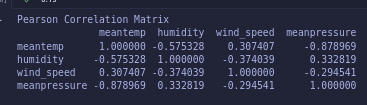 Pearson Correlation Matrix
meantemp humidity wind_speed meanpressure
meantemp 1.000000 -0.575328 0.307407 -0.878969
humidity -0.575328 1.000000 -0.374039 0.332819
wind_speed 0.307407 -0.374039 1.000000 -0.294541
meanpressure -0.878969 0.332819 -0.294541 1.000000